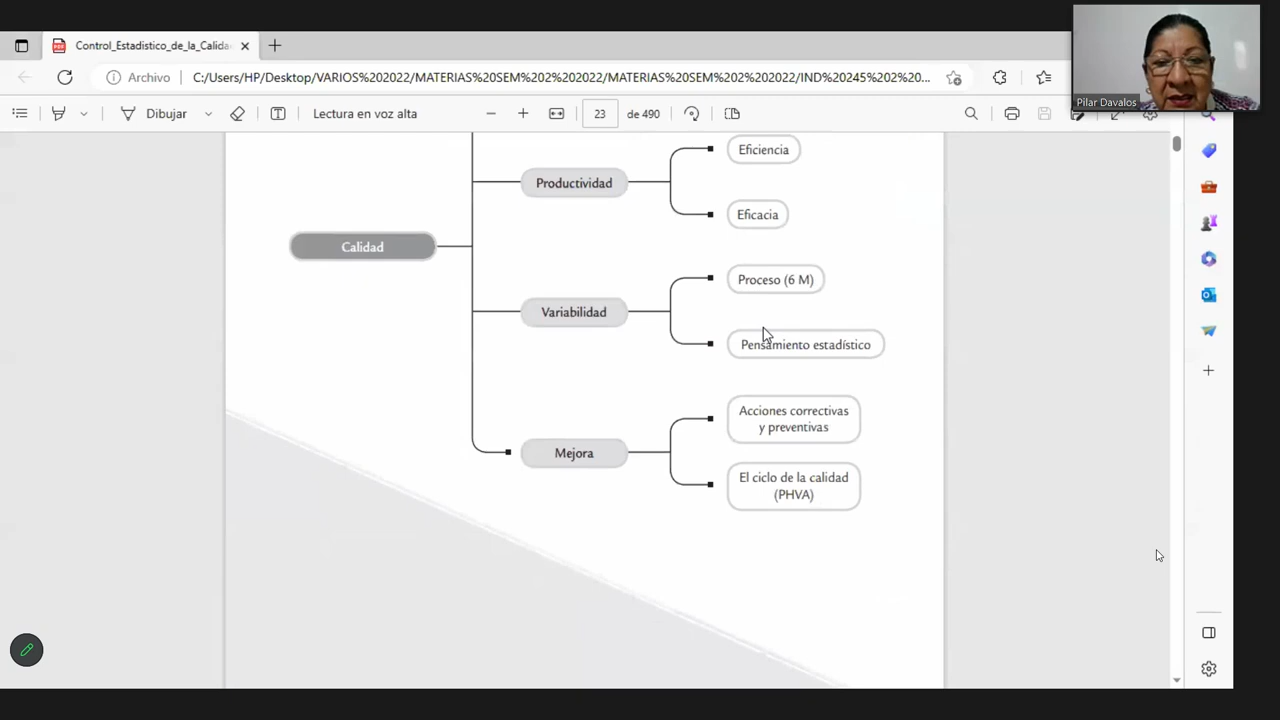 Control_Estadistico_de_la_Calida
Archivo
C:/Users/HP/Desktop/VARIOS%202022/MATERIAS%20SEM%202%202022/MATERIAS%20SEM%202%202022/IND%20245%202%20...
Pilar Davalos
Dibujar
Lectura en voz alta
23
de 490
Eficiencia
Productividad
Eficacia
Calidad
Proceso (6 M)
Variabilidad
Pensamiento estadístico
Acciones correctivas
y preventivas
Mejora
El ciclo de la calidad
(PHVA)